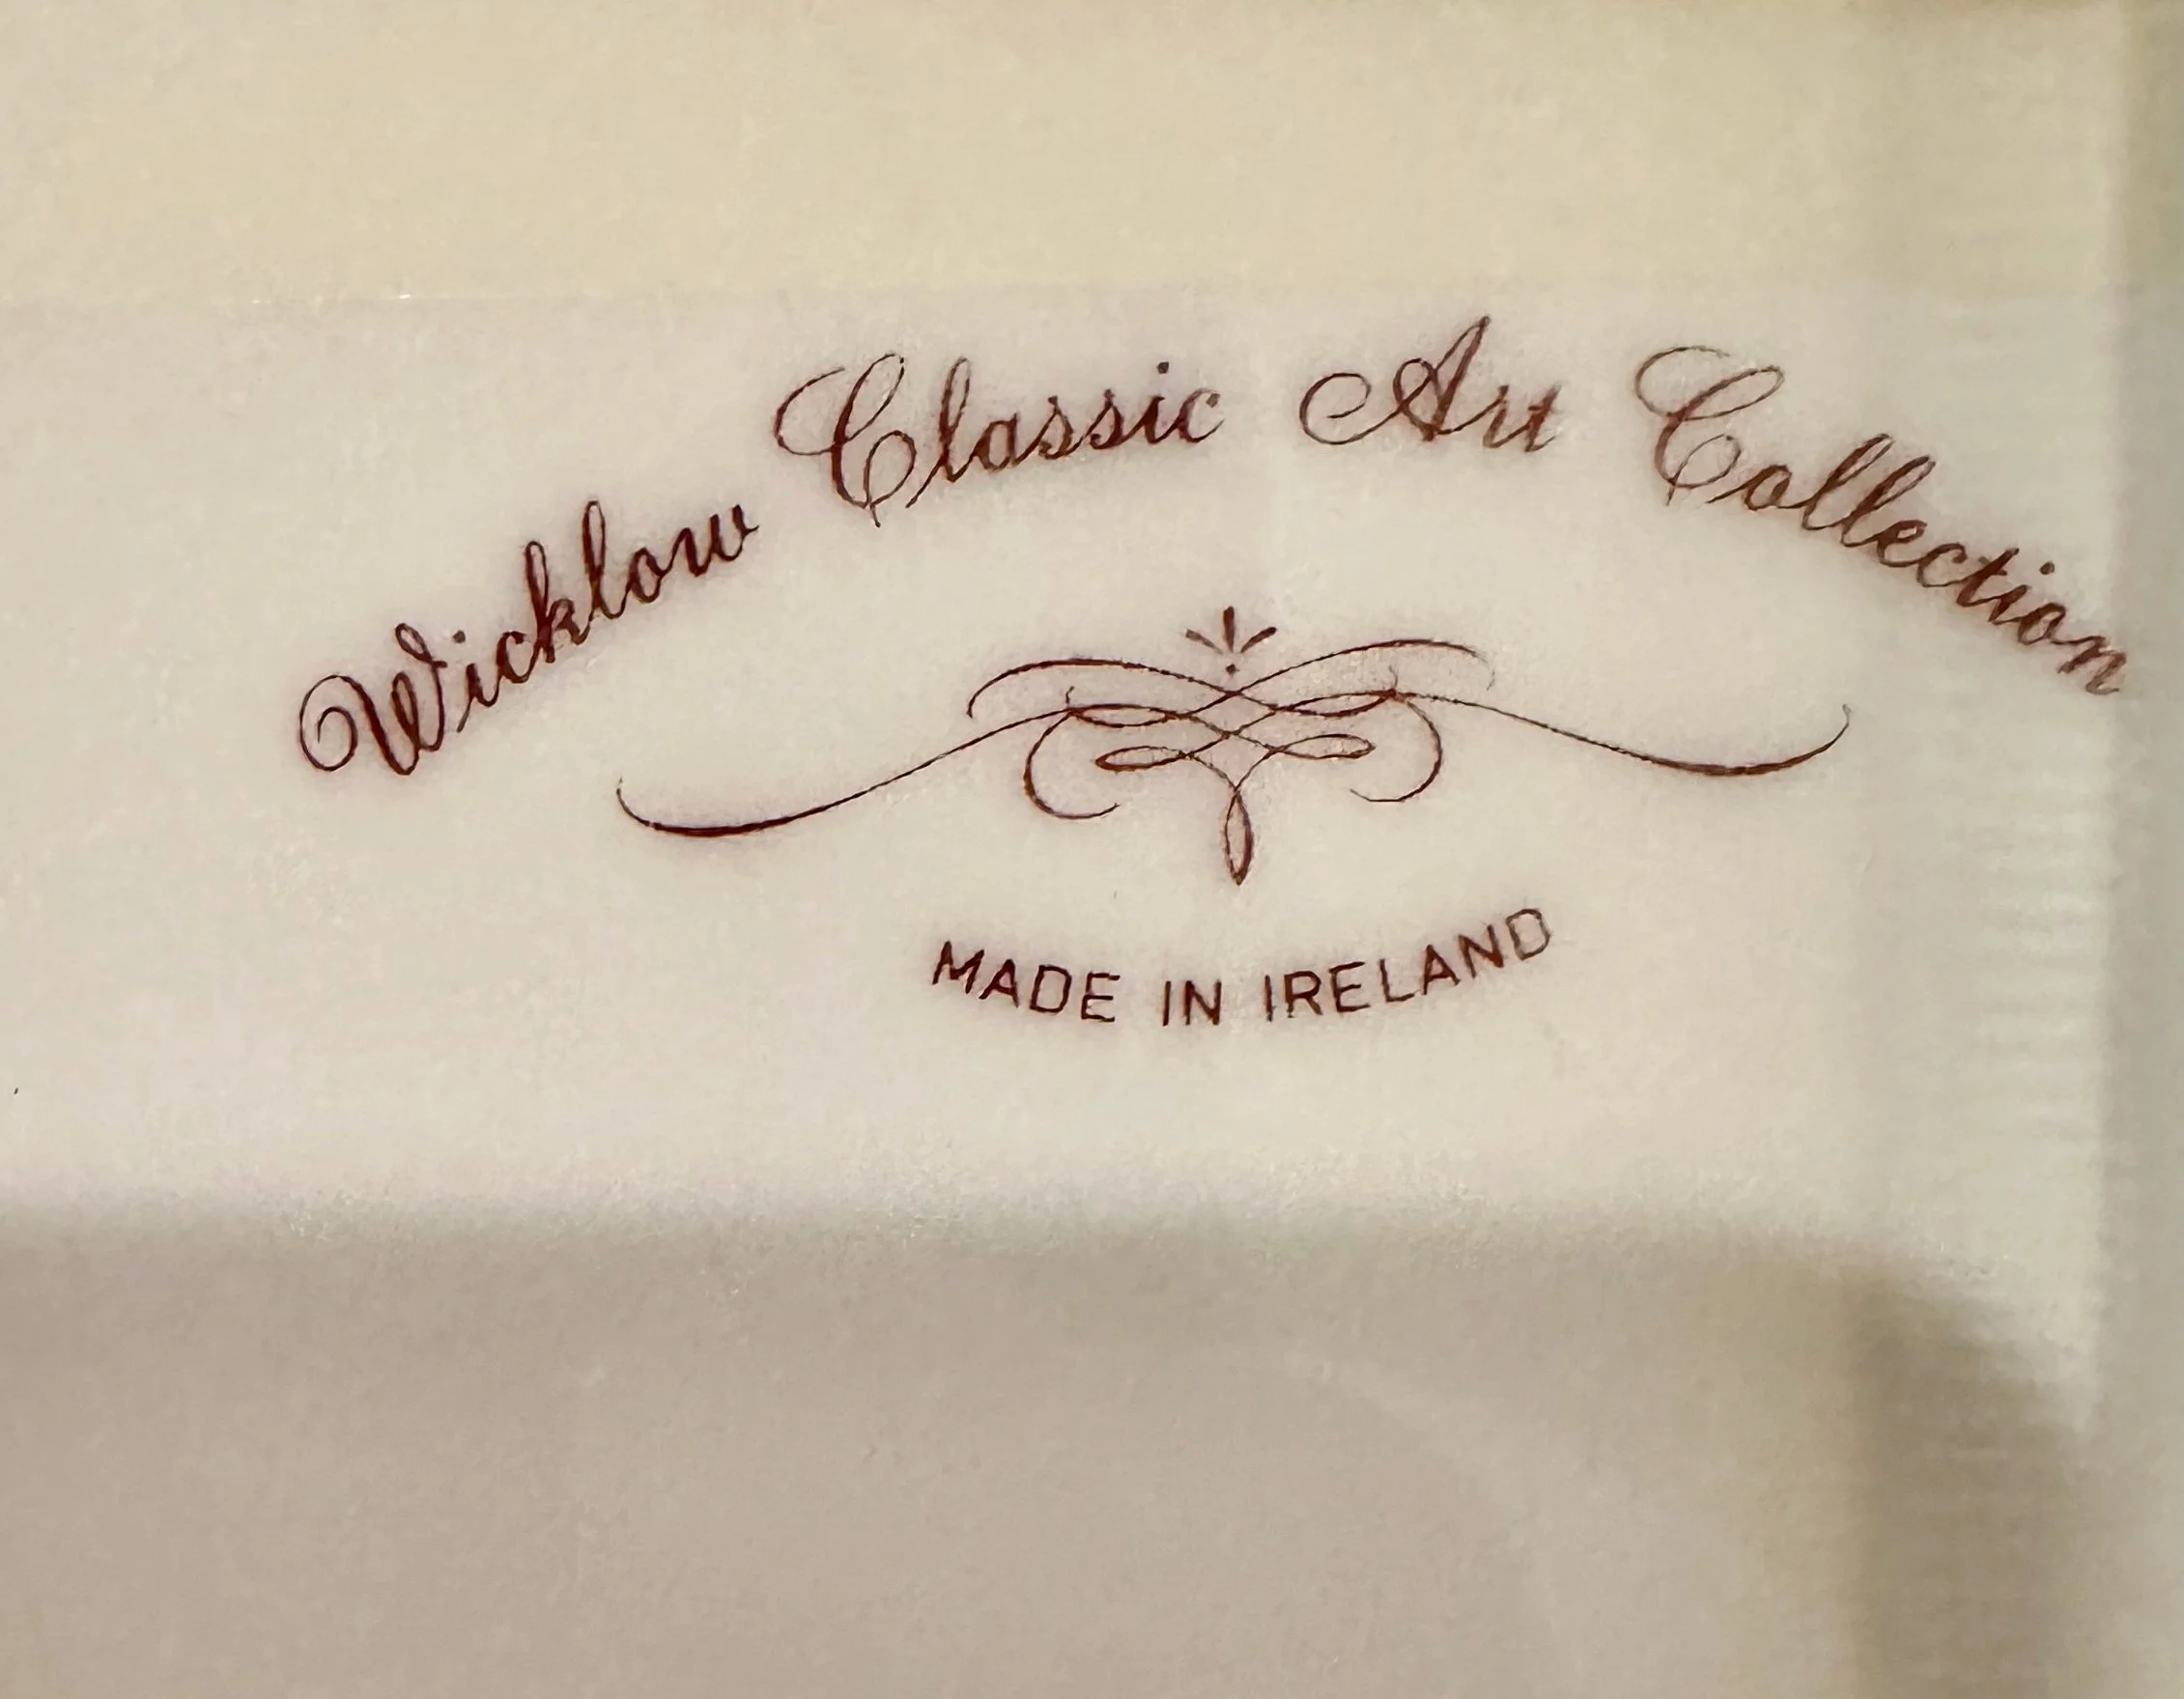 Wicklow Classic Art Collection
MADE IN IRELAND